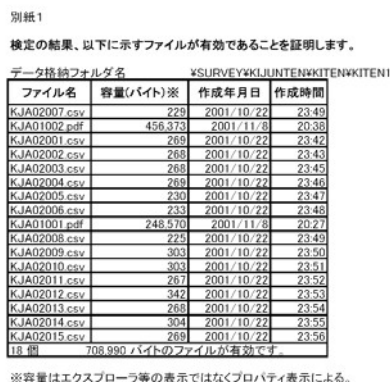 別紙1
検定の結果、以下に示すファイルが有効であることを証明します。
データ格納フォルダ名 ¥SURVEY¥KIJUNTEN¥KITEN¥KITEN1
ファイル名 容量(バイト)※ 作成年月日 作成時間
KJA02007.csv 229 2001/10/22 23:49
KJA01002.pdf 456,373 2001/11/8 20:38
KJA02001.csv 269 2001/10/22 23:42
KJA02002.csv 268 2001/10/22 23:43
KJA02003.csv 268 2001/10/22 23:45
KJA02004.csv 269 2001/10/22 23:46
KJA02005.csv 230 2001/10/22 23:47
KJA02006.csv 233 2001/10/22 23:48
KJA01001.pdf 248,570 2001/11/8 20:27
KJA02008.csv 225 2001/10/22 23:49
KJA02009.csv 303 2001/10/22 23:50
KJA02010.csv 303 2001/10/22 23:51
KJA02011.csv 267 2001/10/22 23:52
KJA02012.csv 342 2001/10/22 23:53
KJA02013.csv 268 2001/10/22 23:54
KJA02014.csv 304 2001/10/22 23:55
KJA02015.csv 269 2001/10/22 23:56
18 個 708,990 バイトのファイルが有効です。
※容量はエクスプローラ等の表示ではなくプロパティ表示による。